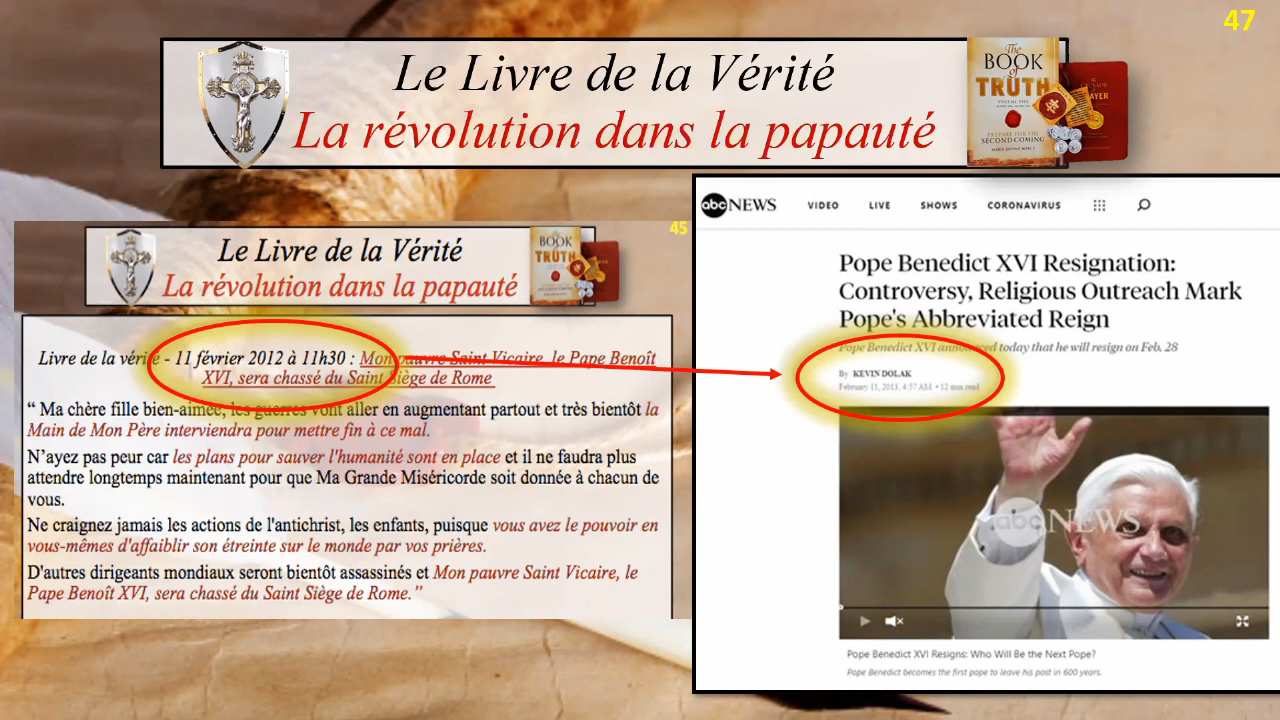 47
Le Livre de la Vérité
La révolution dans la papauté
The
BOOK
of
TRUTH
PREPARE FOR THE
SECOND COMING
45
Le Livre de la Vérité
La révolution dans la papauté
BOOK
TRUTH
Livre de la vérité - 11 février 2012 à 11h30 : Mon pauvre Saint Vicaire, le Pape Benoît
XVI, sera chassé du Saint Siège de Rome
“ Ma chère fille bien-aimée, les guerres vont aller en augmentant partout et très bientôt la
Main de Mon Père interviendra pour mettre fin à ce mal.
N’ayez pas peur car les plans pour sauver l'humanité sont en place et il ne faudra plus
attendre longtemps maintenant pour que Ma Grande Miséricorde soit donnée à chacun de
vous.
Ne craignez jamais les actions de l'antichrist, les enfants, puisque vous avez le pouvoir en
vous-mêmes d'affaiblir son étreinte sur le monde par vos prières.
D'autres dirigeants mondiaux seront bientôt assassinés et Mon pauvre Saint Vicaire, le
Pape Benoît XVI, sera chassé du Saint Siège de Rome.”
abc NEWS VIDEO LIVE SHOWS CORONAVIRUS
Pope Benedict XVI Resignation:
Controversy, Religious Outreach Mark
Pope's Abbreviated Reign
Pope Benedict XVI announced today that he will resign on Feb. 28
By KEVIN DOLAK
February 11, 2013, 4:57 AM • 12 min read
abc NEWS
Pope Benedict XVI Resigns: Who Will Be the Next Pope?
Pope Benedict becomes the first pope to leave his post in 600 years.